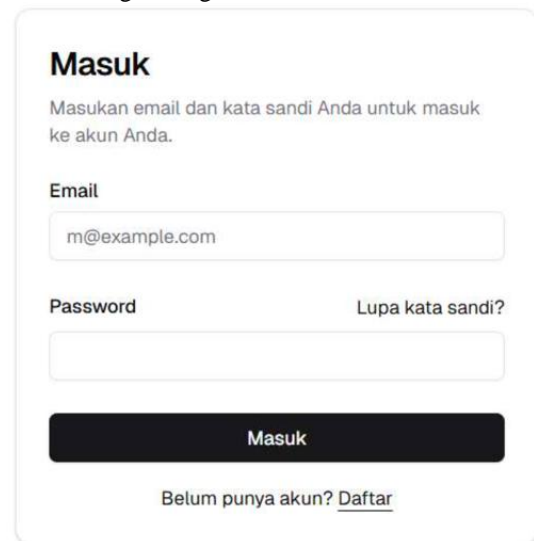 Masuk
Masukan email dan kata sandi Anda untuk masuk
ke akun Anda.
Email
m@example.com
Password Lupa kata sandi?
Masuk
Belum punya akun? Daftar